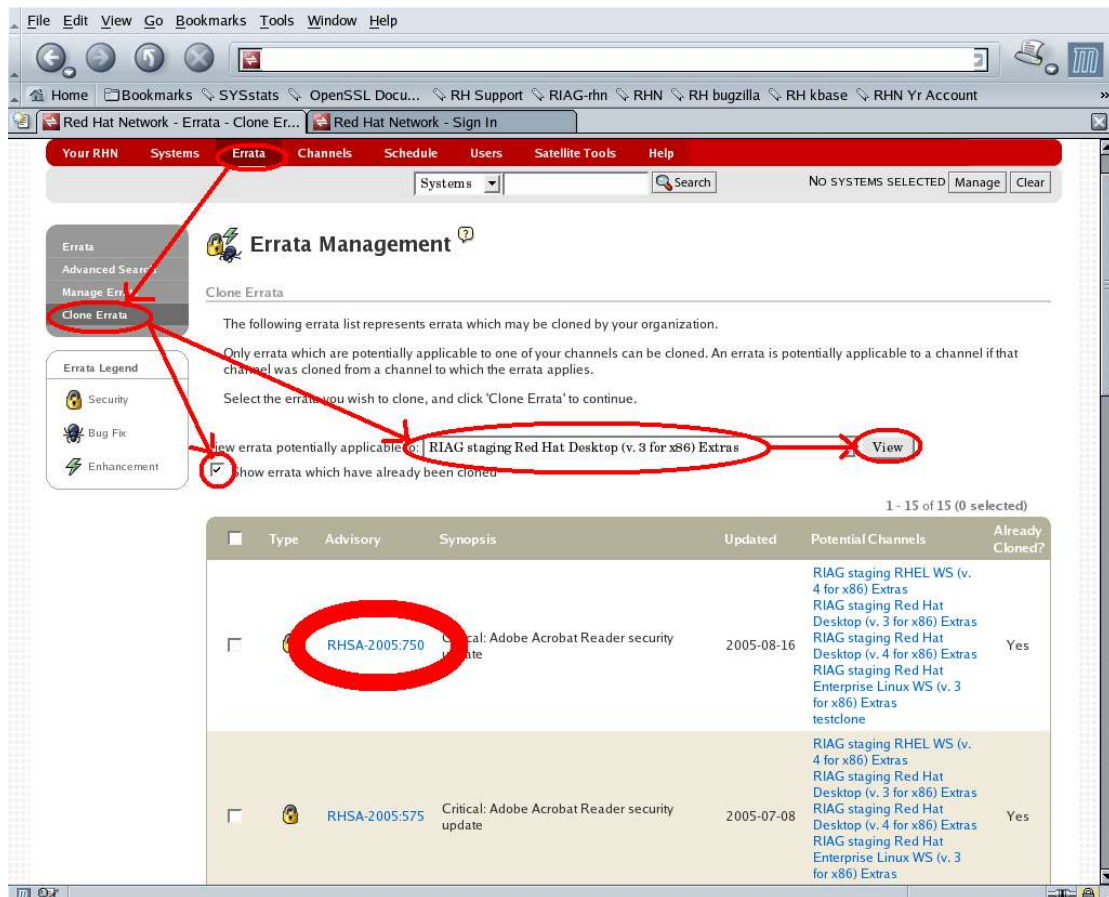 File Edit View Go Bookmarks Tools Window Help
Home Bookmarks SYSstats OpenSSL Docu... RH Support RIAG-rhn RHN RH bugzilla RH kbase RHN Yr Account »
Red Hat Network - Errata - Clone Er... Red Hat Network - Sign In
Your RHN Systems Errata Channels Schedule Users Satellite Tools Help
Systems Search NO SYSTEMS SELECTED Manage Clear
Errata
Advanced Search
Manage Errata
Clone Errata
Errata Legend
Security
Bug Fix
Enhancement
Errata Management ?
Clone Errata
The following errata list represents errata which may be cloned by your organization.
Only errata which are potentially applicable to one of your channels can be cloned. An errata is potentially applicable to a channel if that
channel was cloned from a channel to which the errata applies.
Select the errata you wish to clone, and click 'Clone Errata' to continue.
View errata potentially applicable to: RIAG staging Red Hat Desktop (v. 3 for x86) Extras View
Show errata which have already been cloned
1 - 15 of 15 (0 selected)
Type Advisory Synopsis Updated Potential Channels Already
Cloned?
RHSA-2005:750 Critical: Adobe Acrobat Reader security
update 2005-08-16
RIAG staging RHEL WS (v.
4 for x86) Extras
RIAG staging Red Hat
Desktop (v. 3 for x86) Extras
RIAG staging Red Hat
Desktop (v. 4 for x86) Extras
RIAG staging Red Hat
Enterprise Linux WS (v. 3
for x86) Extras
testclone
Yes
RHSA-2005:575 Critical: Adobe Acrobat Reader security
update 2005-07-08
RIAG staging RHEL WS (v.
4 for x86) Extras
RIAG staging Red Hat
Desktop (v. 3 for x86) Extras
RIAG staging Red Hat
Desktop (v. 4 for x86) Extras
RIAG staging Red Hat
Enterprise Linux WS (v. 3
for x86) Extras
Yes